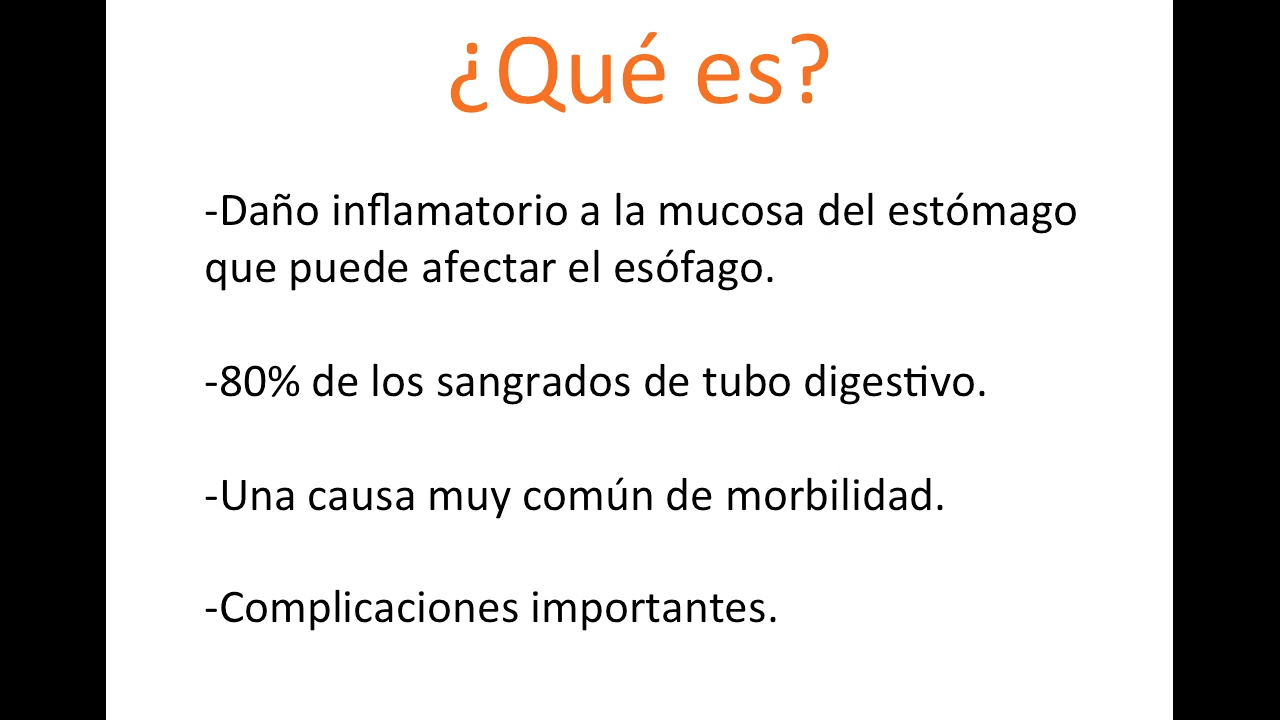 ¿Qué es?
-Daño inflamatorio a la mucosa del estómago
que puede afectar el esófago.
-80% de los sangrados de tubo digestivo.
-Una causa muy común de morbilidad.
-Complicaciones importantes.